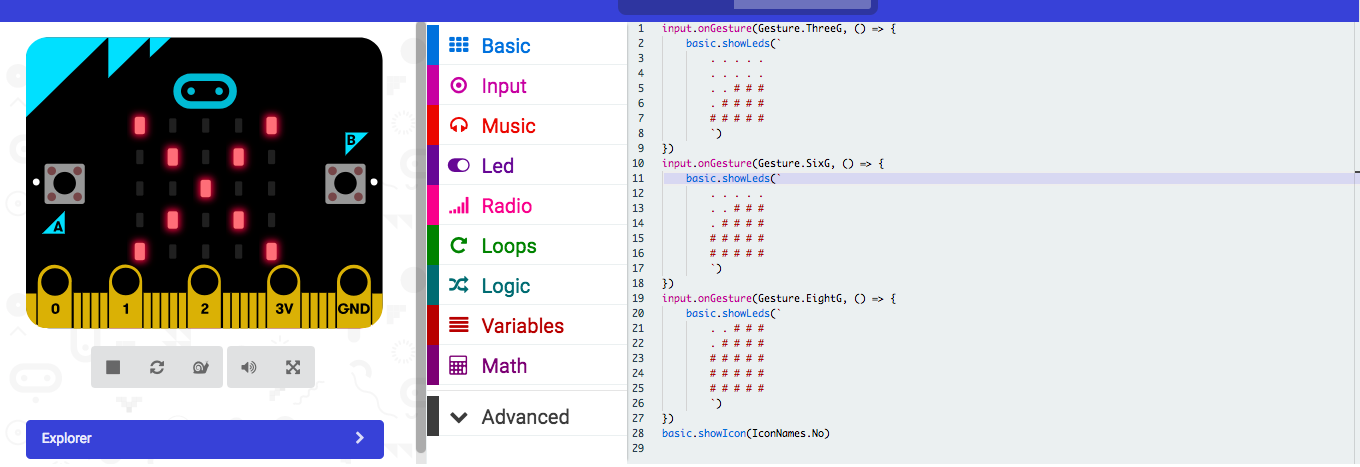 B
A
0 1 2 3V GND
Explorer
Basic
Input
Music
Led
Radio
Loops
Logic
Variables
Math
Advanced
1 input.onGesture(Gesture.ThreeG, () => {
2 basic.showLeds(`
3 . . . . .
4 . . . . .
5 . . # # #
6 . # # # #
7 # # # # #
8 `)
9 })
10 input.onGesture(Gesture.SixG, () => {
11 basic.showLeds(`
12 . . . . .
13 . . # # #
14 . # # # #
15 # # # # #
16 # # # # #
17 `)
18 })
19 input.onGesture(Gesture.EightG, () => {
20 basic.showLeds(`
21 . . # # #
22 . # # # #
23 # # # # #
24 # # # # #
25 # # # # #
26 `)
27 })
28 basic.showIcon(IconNames.No)
29